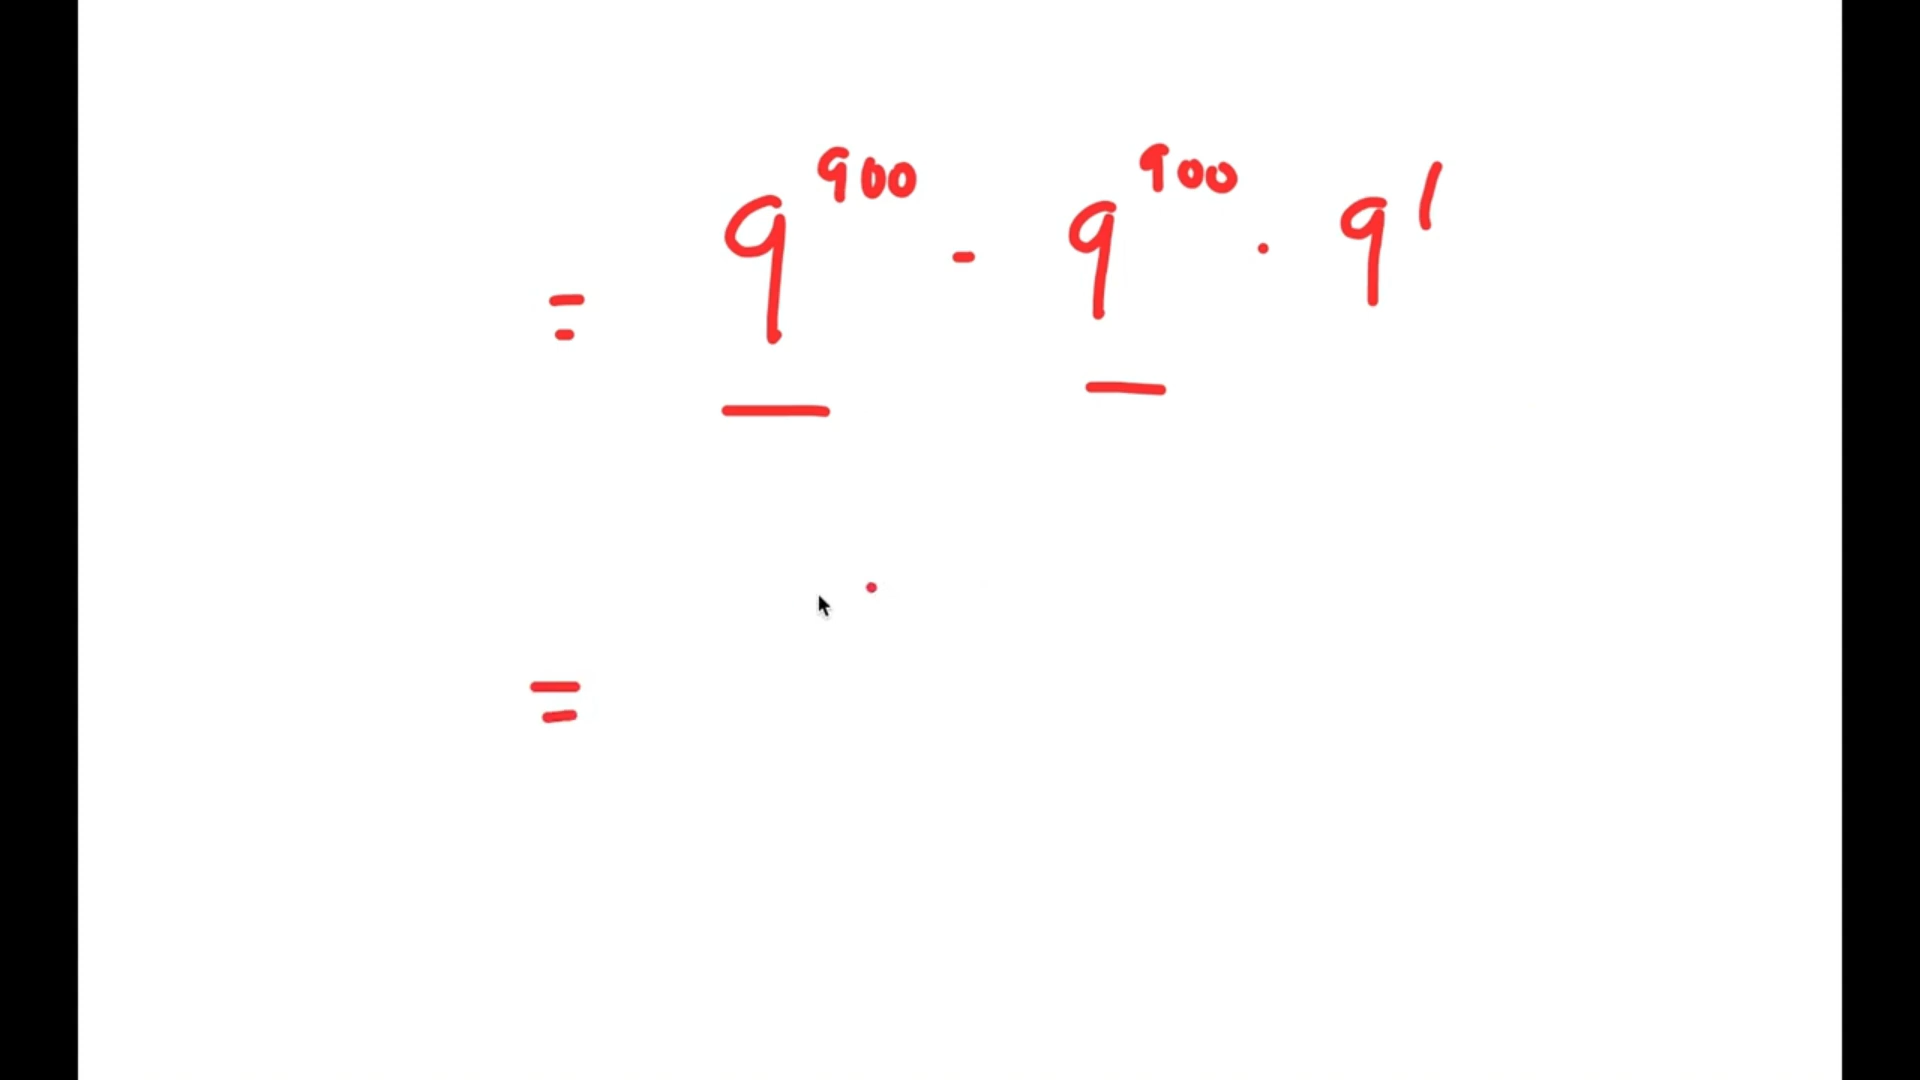 = 9^900 - 9^900 · 9^1
=